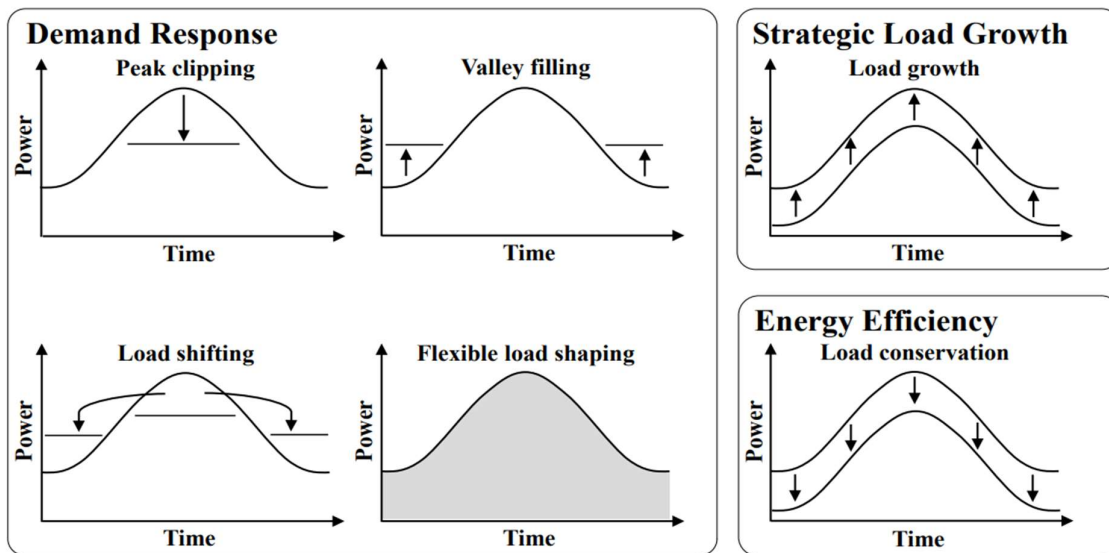 Demand Response
Peak clipping
Power
Time
Valley filling
Power
Time
Load shifting
Power
Time
Flexible load shaping
Power
Time
Strategic Load Growth
Load growth
Power
Time
Energy Efficiency
Load conservation
Power
Time